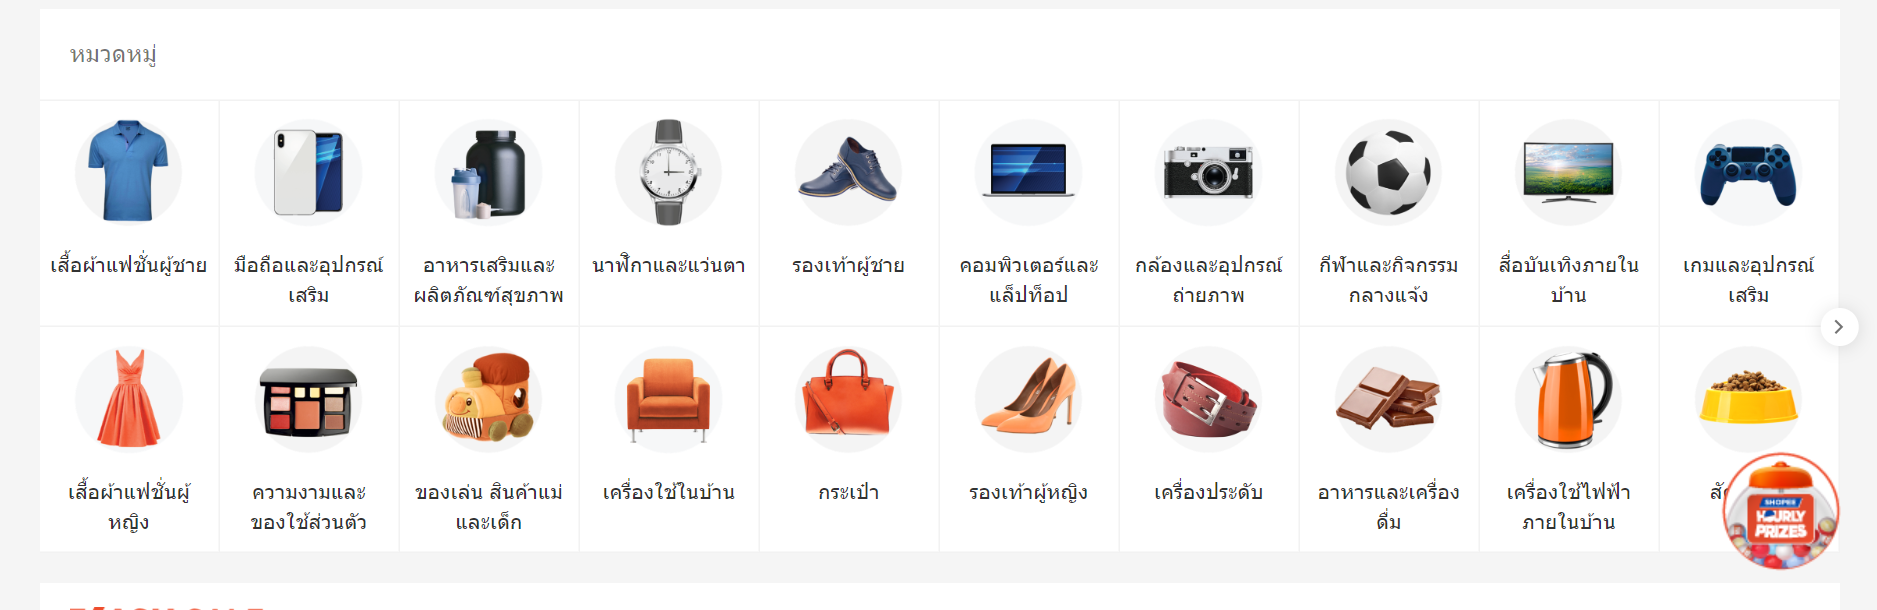 หมวดหมู่
เสื้อผ้าแฟชั่นผู้ชาย
มือถือและอุปกรณ์
เสริม
อาหารเสริมและ
ผลิตภัณฑ์สุขภาพ
นาฬิกาและแว่นตา
รองเท้าผู้ชาย
คอมพิวเตอร์และ
แล็ปท็อป
กล้องและอุปกรณ์
ถ่ายภาพ
กีฬาและกิจกรรม
กลางแจ้ง
สื่อบันเทิงภายใน
บ้าน
เกมและอุปกรณ์
เสริม
เสื้อผ้าแฟชั่นผู้
หญิง
ความงามและ
ของใช้ส่วนตัว
ของเล่น สินค้าแม่
และเด็ก
เครื่องใช้ในบ้าน
กระเป๋า
รองเท้าผู้หญิง
เครื่องประดับ
อาหารและเครื่อง
ดื่ม
เครื่องใช้ไฟฟ้า
ภายในบ้าน
SHOPEE
HOURLY
PRIZES